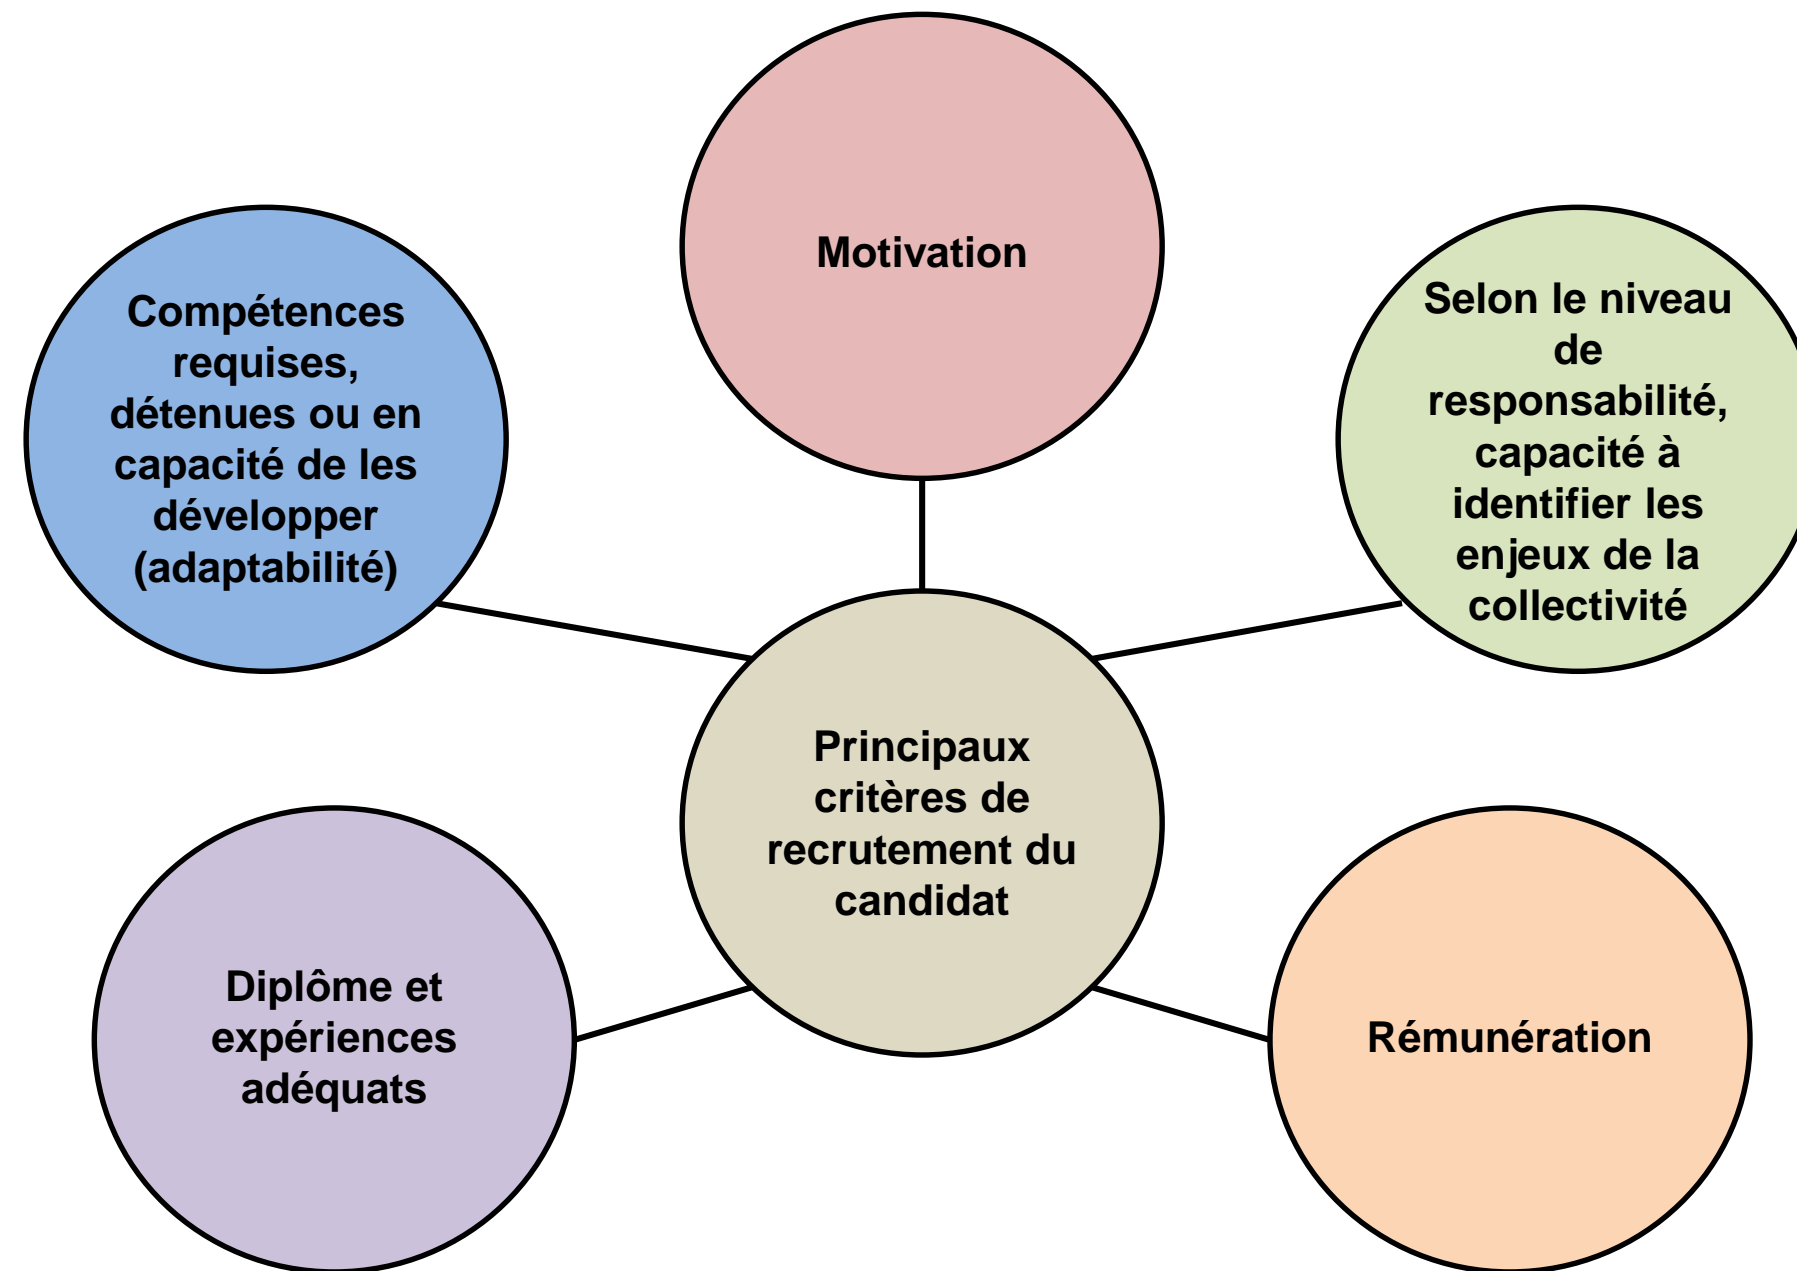 Motivation
Compétences
requises,
détenues ou en
capacité de les
développer
(adaptabilité)
Selon le niveau
de
responsabilité,
capacité à
identifier les
enjeux de la
collectivité
Principaux
critères de
recrutement du
candidat
Diplôme et
expériences
adéquats
Rémunération